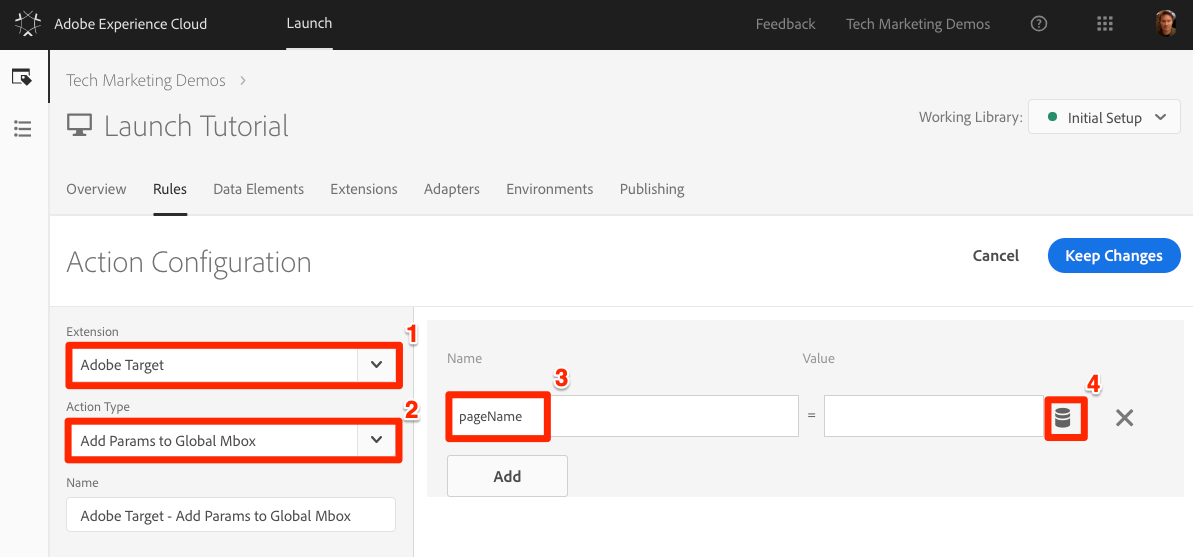 Adobe Experience Cloud
Launch
Feedback
Tech Marketing Demos
Tech Marketing Demos
Launch Tutorial
Working Library:
Initial Setup
Overview
Rules
Data Elements
Extensions
Adapters
Environments
Publishing
Action Configuration
Cancel
Keep Changes
Extension
1
Adobe Target
Action Type
2
Add Params to Global Mbox
Name
Adobe Target - Add Params to Global Mbox
Name
Value
3
4
pageName
=
Add